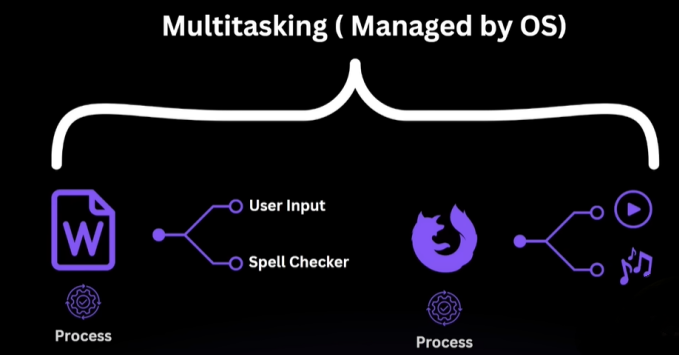 Multitasking ( Managed by OS)
W
User Input
Spell Checker
Process
Process